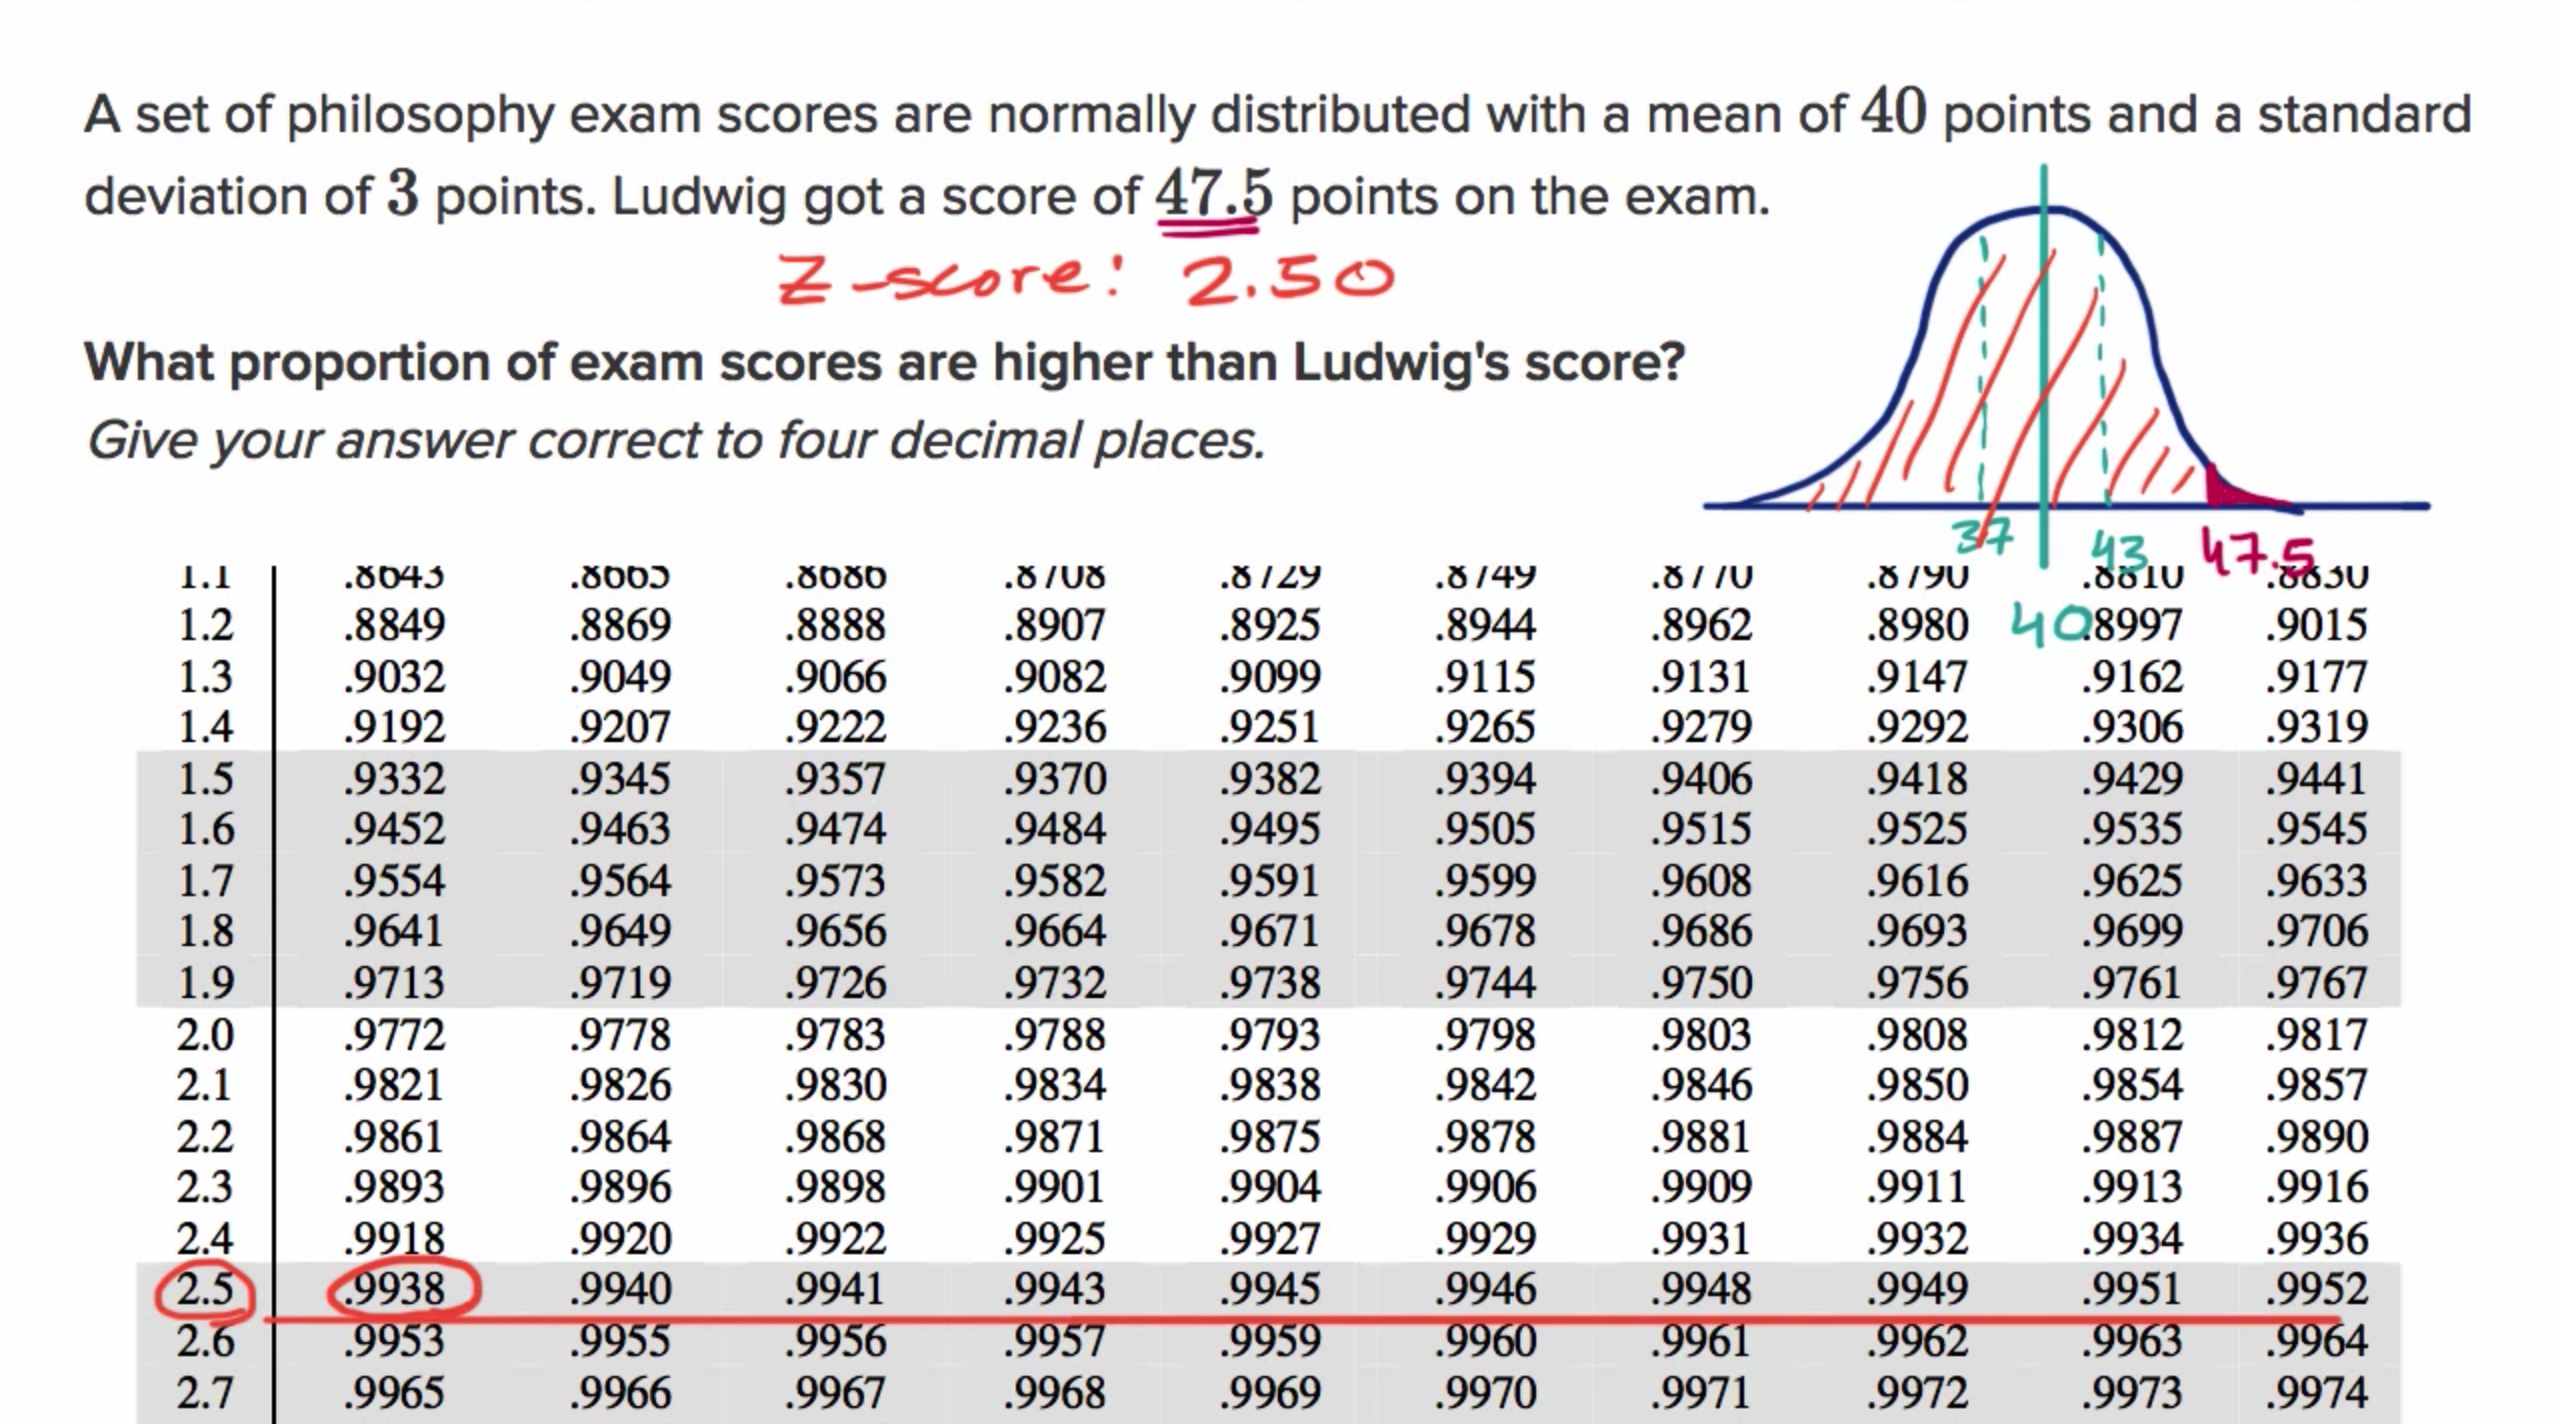 A set of philosophy exam scores are normally distributed with a mean of 40 points and a standard
deviation of 3 points. Ludwig got a score of 47.5 points on the exam.
Z-score: 2.50
What proportion of exam scores are higher than Ludwig's score?
Give your answer correct to four decimal places.
37 43 47.5
40
1.1 .8643 .8665 .8686 .8708 .8729 .8749 .8770 .8790 .8810 .8830
1.2 .8849 .8869 .8888 .8907 .8925 .8944 .8962 .8980 .8997 .9015
1.3 .9032 .9049 .9066 .9082 .9099 .9115 .9131 .9147 .9162 .9177
1.4 .9192 .9207 .9222 .9236 .9251 .9265 .9279 .9292 .9306 .9319
1.5 .9332 .9345 .9357 .9370 .9382 .9394 .9406 .9418 .9429 .9441
1.6 .9452 .9463 .9474 .9484 .9495 .9505 .9515 .9525 .9535 .9545
1.7 .9554 .9564 .9573 .9582 .9591 .9599 .9608 .9616 .9625 .9633
1.8 .9641 .9649 .9656 .9664 .9671 .9678 .9686 .9693 .9699 .9706
1.9 .9713 .9719 .9726 .9732 .9738 .9744 .9750 .9756 .9761 .9767
2.0 .9772 .9778 .9783 .9788 .9793 .9798 .9803 .9808 .9812 .9817
2.1 .9821 .9826 .9830 .9834 .9838 .9842 .9846 .9850 .9854 .9857
2.2 .9861 .9864 .9868 .9871 .9875 .9878 .9881 .9884 .9887 .9890
2.3 .9893 .9896 .9898 .9901 .9904 .9906 .9909 .9911 .9913 .9916
2.4 .9918 .9920 .9922 .9925 .9927 .9929 .9931 .9932 .9934 .9936
2.5 .9938 .9940 .9941 .9943 .9945 .9946 .9948 .9949 .9951 .9952
2.6 .9953 .9955 .9956 .9957 .9959 .9960 .9961 .9962 .9963 .9964
2.7 .9965 .9966 .9967 .9968 .9969 .9970 .9971 .9972 .9973 .9974